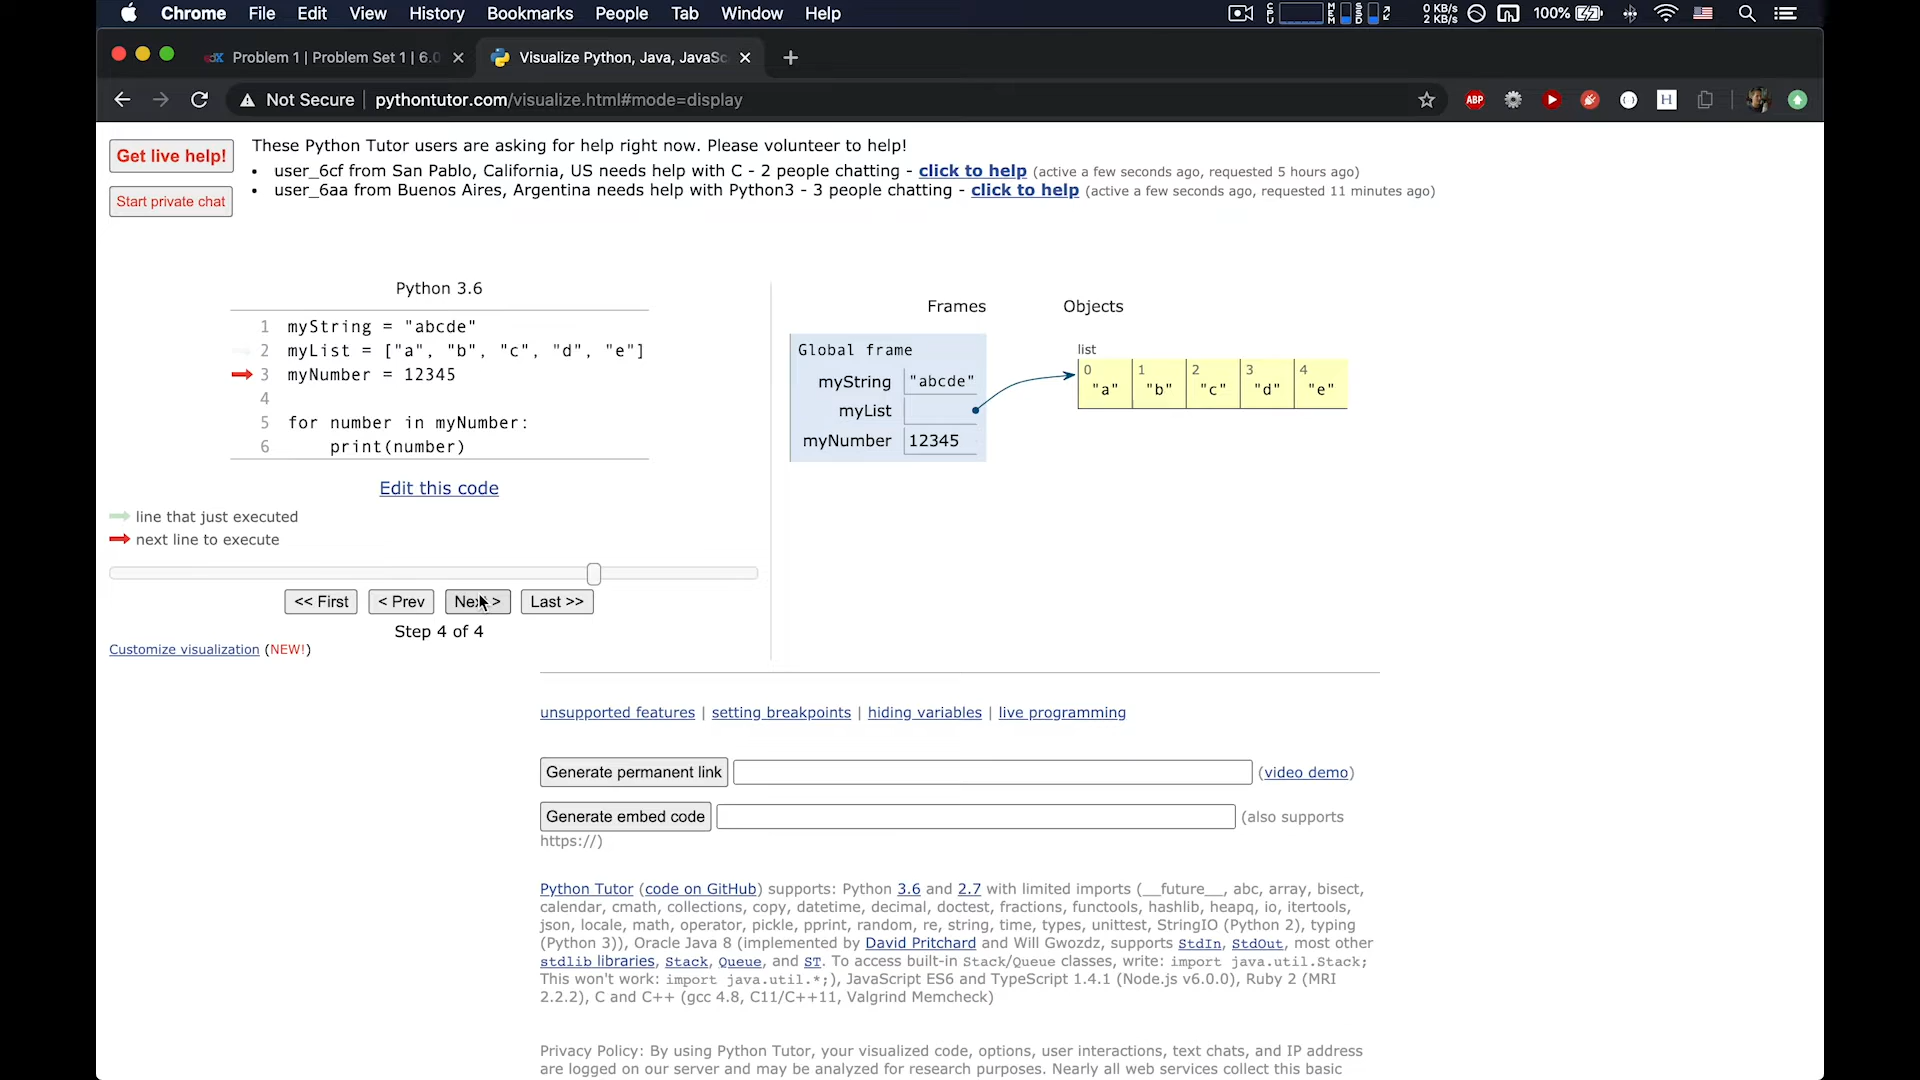 Chrome File Edit View History Bookmarks People Tab Window Help
CPU MEM SSD 0 KB/s 2 KB/s 100%
edX Problem 1 | Problem Set 1 | 6.0
Visualize Python, Java, JavaSc
Not Secure pythontutor.com/visualize.html#mode=display
ABP
H
Get live help!
Start private chat
These Python Tutor users are asking for help right now. Please volunteer to help!
• user_6cf from San Pablo, California, US needs help with C - 2 people chatting - click to help (active a few seconds ago, requested 5 hours ago)
• user_6aa from Buenos Aires, Argentina needs help with Python3 - 3 people chatting - click to help (active a few seconds ago, requested 11 minutes ago)
Python 3.6
1 myString = "abcde"
2 myList = ["a", "b", "c", "d", "e"]
3 myNumber = 12345
4
5 for number in myNumber:
6 print(number)
Edit this code
line that just executed
next line to execute
<< First < Prev Next > Last >>
Step 4 of 4
Customize visualization (NEW!)
Frames Objects
Global frame
myString "abcde"
myList
myNumber 12345
list
0 1 2 3 4
"a" "b" "c" "d" "e"
unsupported features | setting breakpoints | hiding variables | live programming
Generate permanent link (video demo)
Generate embed code (also supports
https://)
Python Tutor (code on GitHub) supports: Python 3.6 and 2.7 with limited imports (__future__, abc, array, bisect,
calendar, cmath, collections, copy, datetime, decimal, doctest, fractions, functools, hashlib, heapq, io, itertools,
json, locale, math, operator, pickle, pprint, random, re, string, time, types, unittest, StringIO (Python 2), typing
(Python 3)), Oracle Java 8 (implemented by David Pritchard and Will Gwozdz, supports StdIn, StdOut, most other
stdlib libraries, Stack, Queue, and ST. To access built-in Stack/Queue classes, write: import java.util.Stack;
This won't work: import java.util.*;), JavaScript ES6 and TypeScript 1.4.1 (Node.js v6.0.0), Ruby 2 (MRI
2.2.2), C and C++ (gcc 4.8, C11/C++11, Valgrind Memcheck)
Privacy Policy: By using Python Tutor, your visualized code, options, user interactions, text chats, and IP address
are logged on our server and may be analyzed for research purposes. Nearly all web services collect this basic